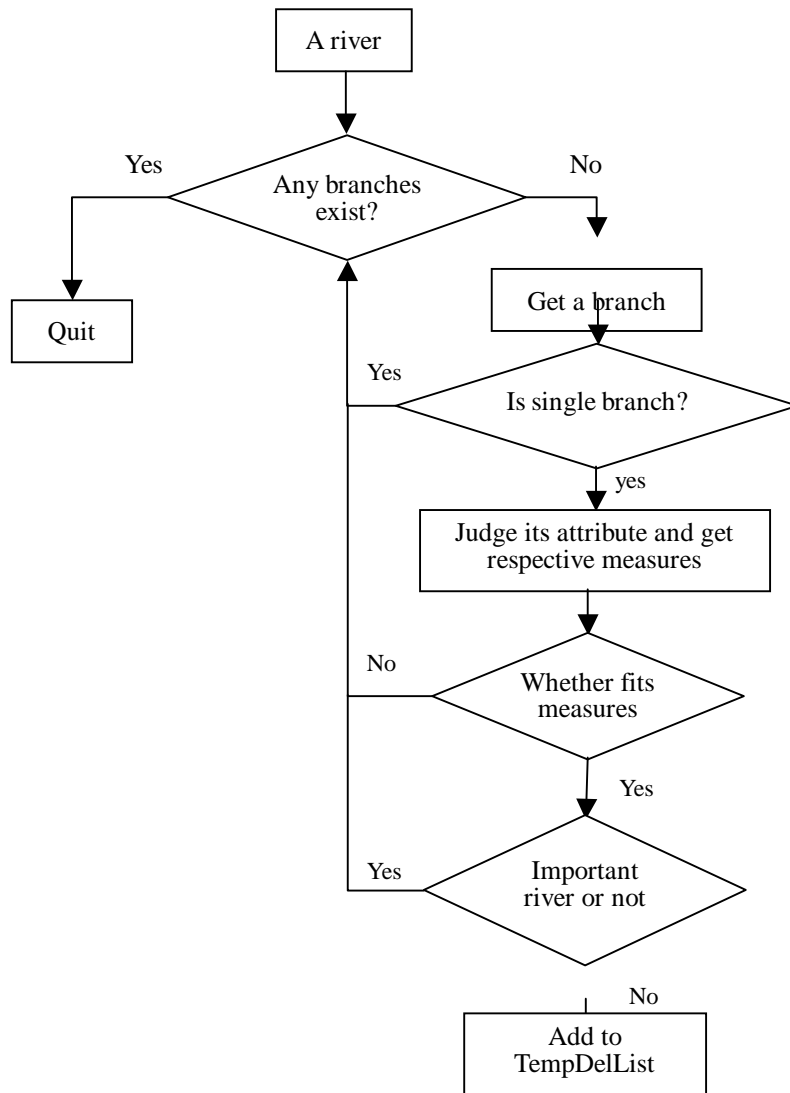 A river
Yes
No
Any branches
exist?
Quit
Get a branch
Yes
Is single branch?
yes
Judge its attribute and get
respective measures
No
Whether fits
measures
Yes
Yes
Important
river or not
No
Add to
TempDelList